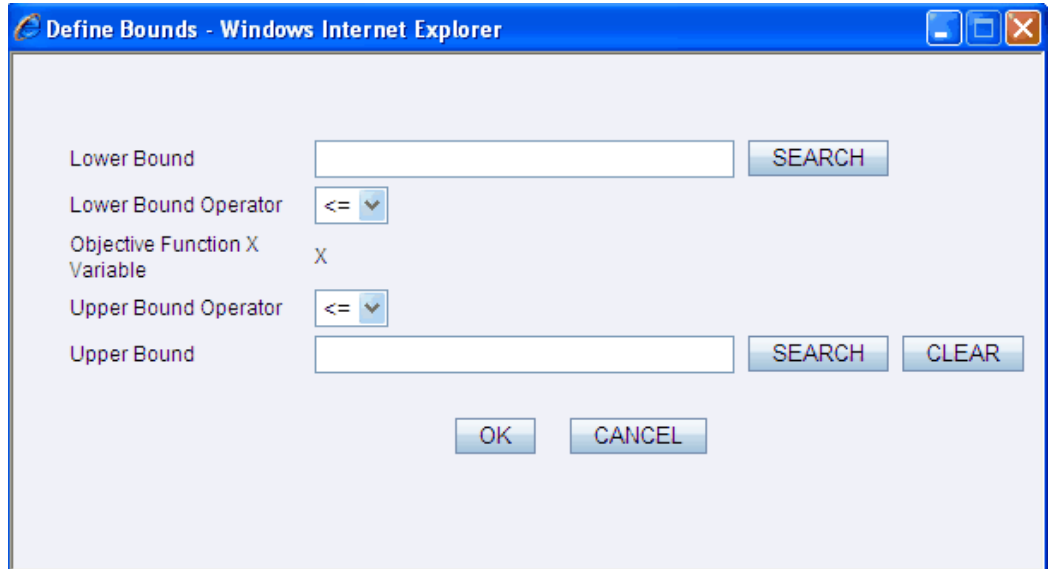 Define Bounds - Windows Internet Explorer
Lower Bound SEARCH
Lower Bound Operator <=
Objective Function X
Variable X
Upper Bound Operator <=
Upper Bound SEARCH CLEAR
OK CANCEL